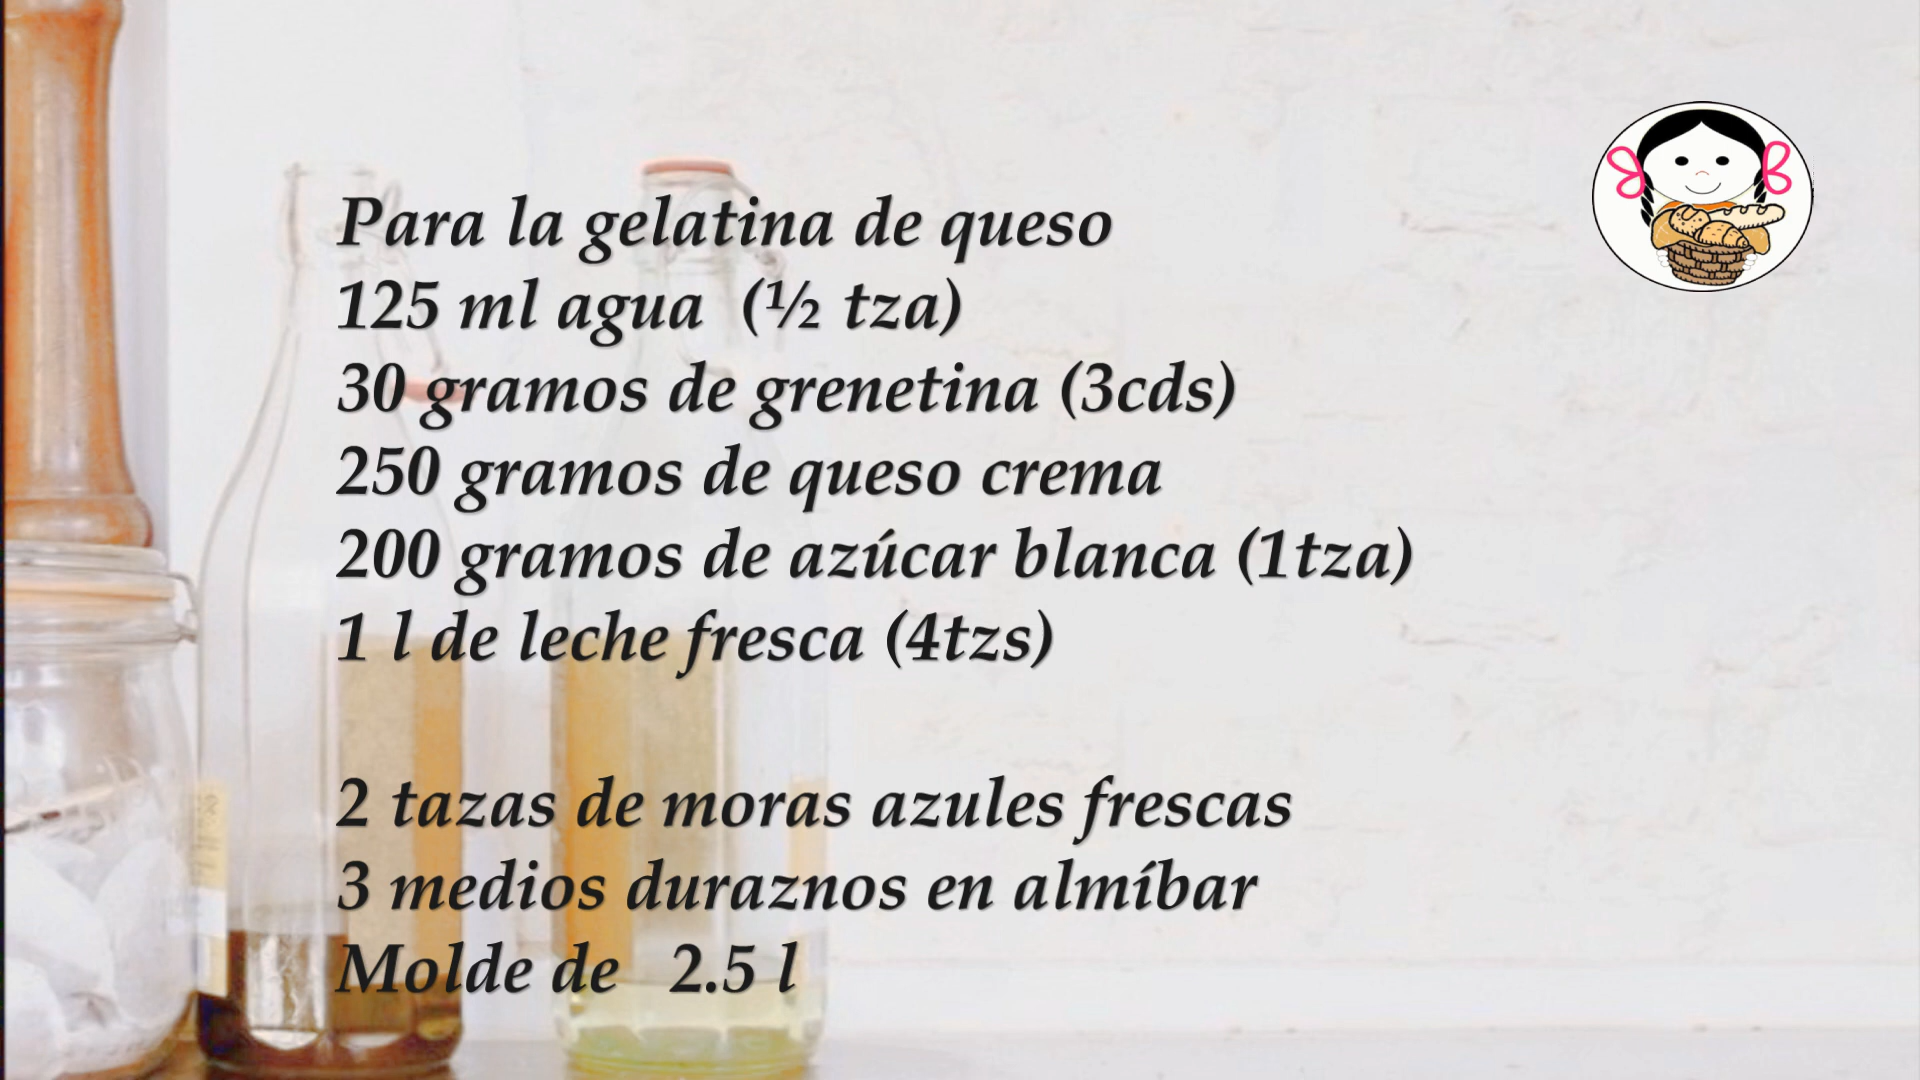 Para la gelatina de queso
125 ml agua (½ tza)
30 gramos de grenetina (3cds)
250 gramos de queso crema
200 gramos de azúcar blanca (1tza)
1 l de leche fresca (4tzs)
2 tazas de moras azules frescas
3 medios duraznos en almíbar
Molde de 2.5 l